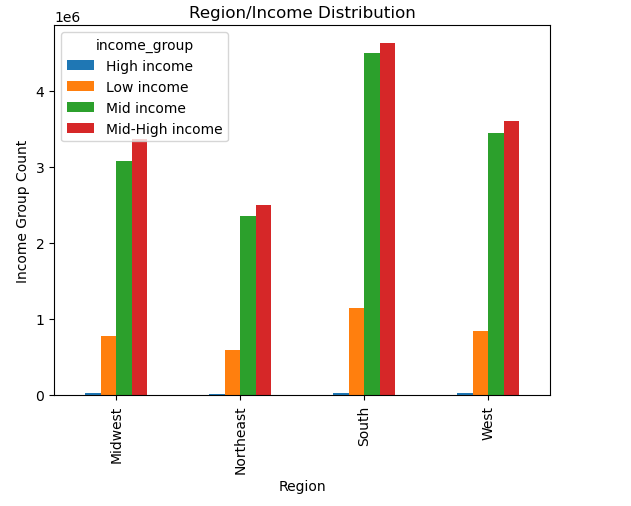 Region/Income Distribution
1e6
income_group
High income
Low income
Mid income
Mid-High income
Income Group Count
4
3
2
1
0
Midwest
Northeast
South
West
Region